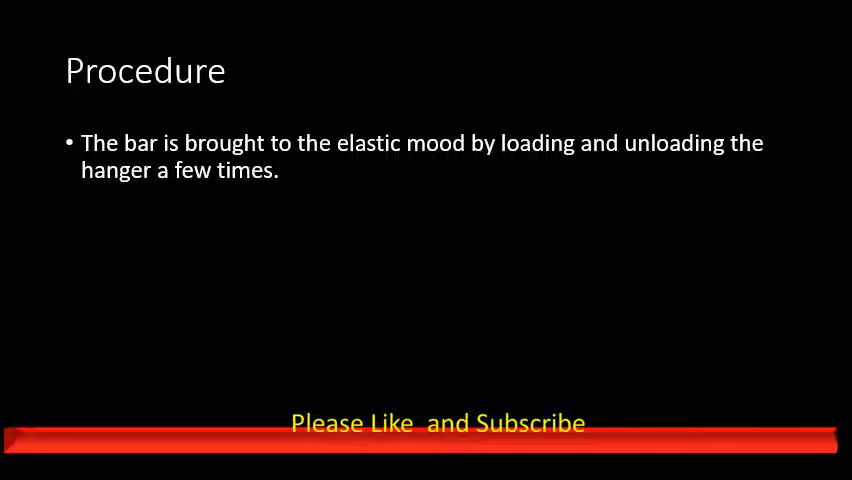 Procedure
• The bar is brought to the elastic mood by loading and unloading the
hanger a few times.
Please Like  and Subscribe